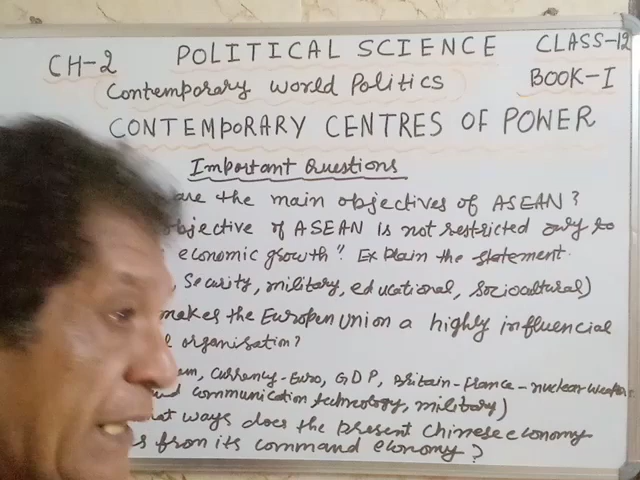 CH-2 POLITICAL SCIENCE CLASS-12
Contemporary World Politics BOOK-I
CONTEMPORARY CENTRES OF POWER
Important Questions
are the main objectives of ASEAN?
bjective of ASEAN is not restricted only to
economic growth". Explain the statement.
, Security, military, educational, sociocultural)
makes the Europen Union a highly influencial
organisation?
, Currency-Euro, GDP, Britain-France-nuclear weapon
communication technology, military)
ways does the present Chinese economy
from its command economy?